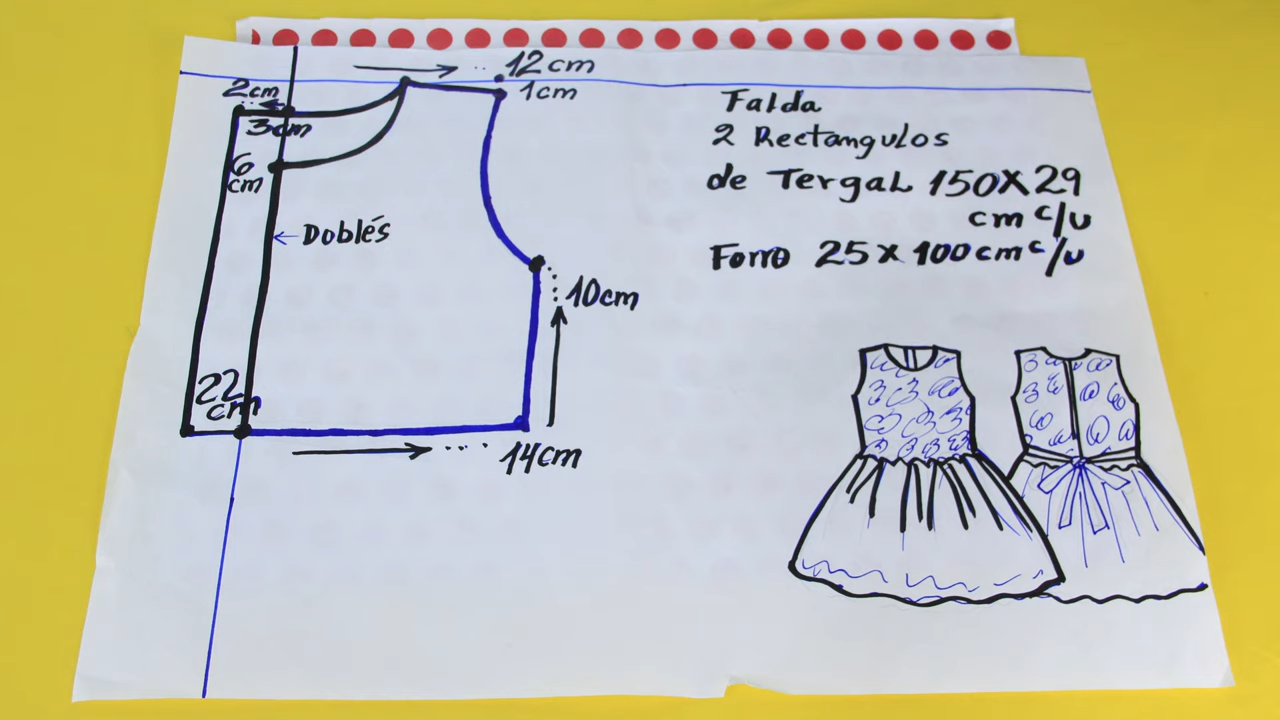 12cm
2cm
1cm
3cm
6
cm
Doblés
10cm
22
cm
14cm
Falda
2 Rectangulos
de Tergal 150X29
cm c/u
Forro 25 x 100cm c/u